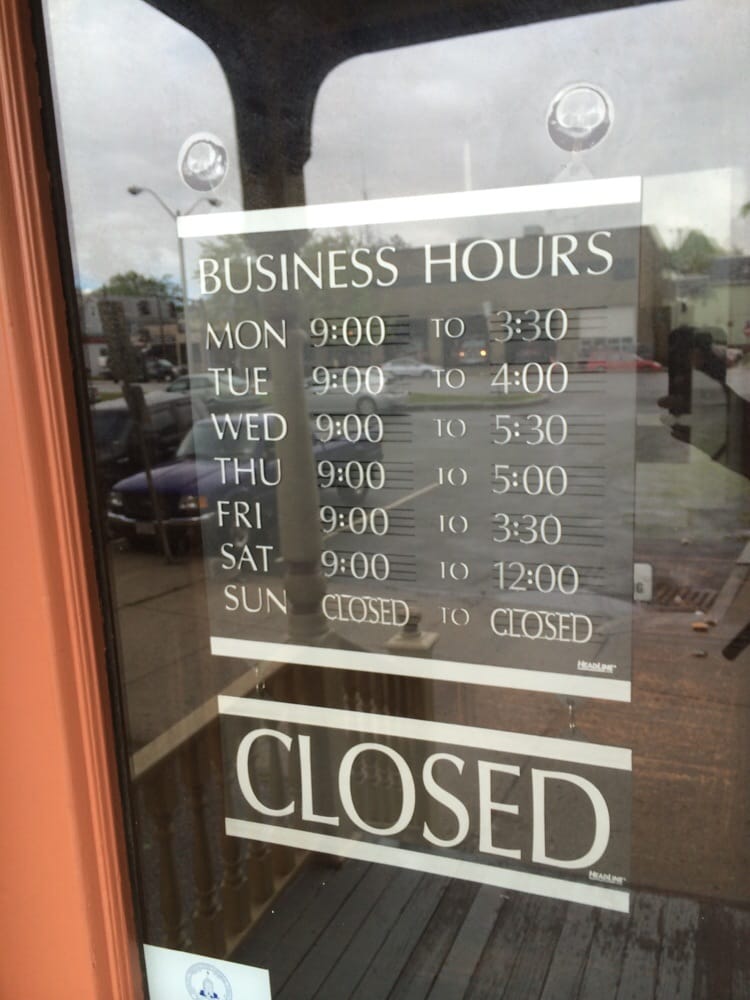 BUSINESS HOURS
MON 9:00 TO 3:30
TUE 9:00 TO 4:00
WED 9:00 TO 5:30
THU 9:00 TO 5:00
FRI 9:00 TO 3:30
SAT 9:00 TO 12:00
SUN CLOSED TO CLOSED
HEADLINE
CLOSED
HEADLINE